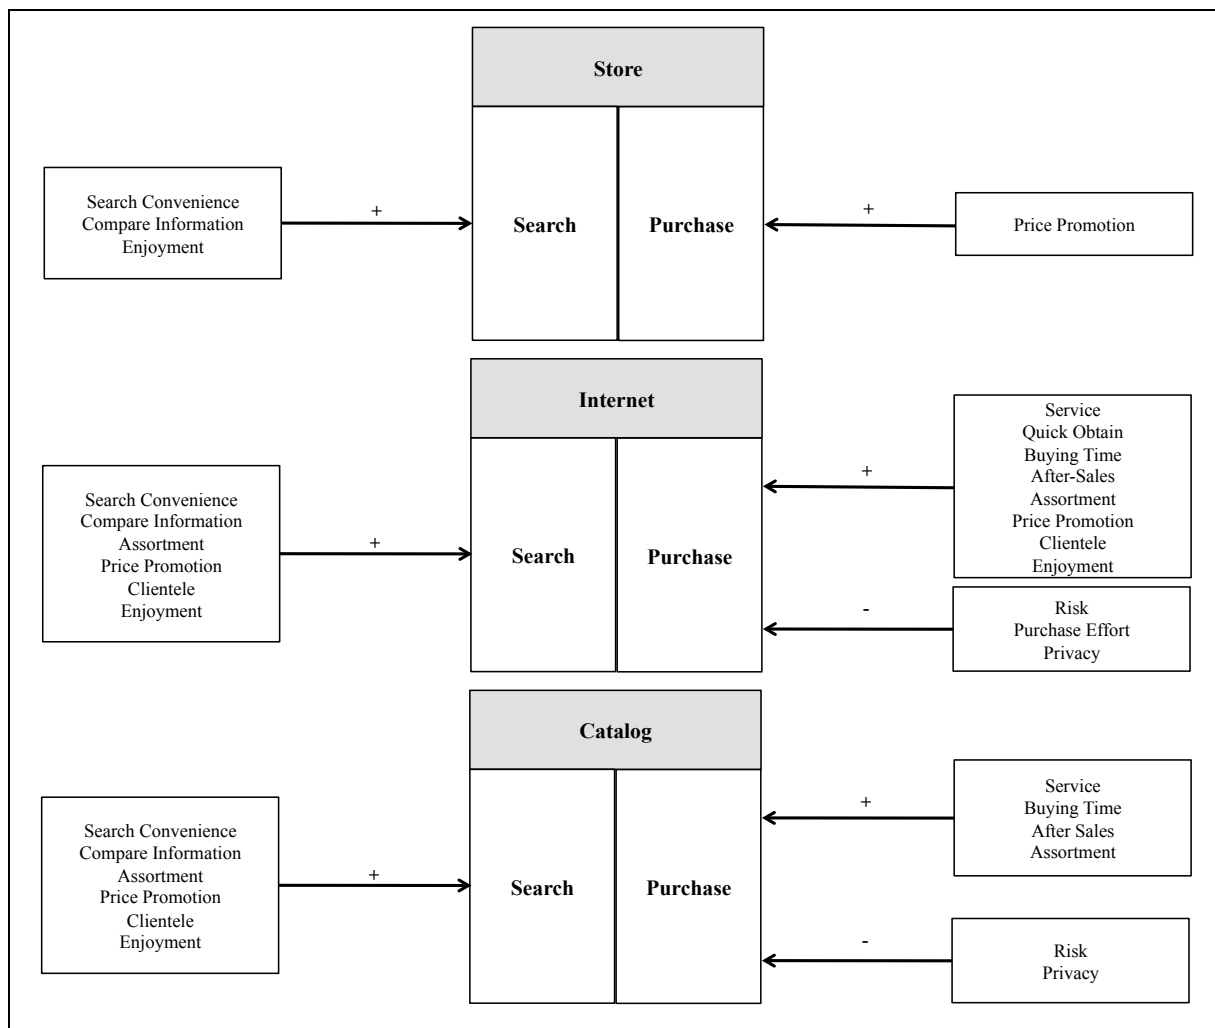 Store
Search Convenience
Compare Information
Enjoyment
+
Search
Purchase
+
Price Promotion
Internet
Search Convenience
Compare Information
Assortment
Price Promotion
Clientele
Enjoyment
+
Search
Purchase
+
Service
Quick Obtain
Buying Time
After-Sales
Assortment
Price Promotion
Clientele
Enjoyment
-
Risk
Purchase Effort
Privacy
Catalog
Search Convenience
Compare Information
Assortment
Price Promotion
Clientele
Enjoyment
+
Search
Purchase
+
Service
Buying Time
After Sales
Assortment
-
Risk
Privacy